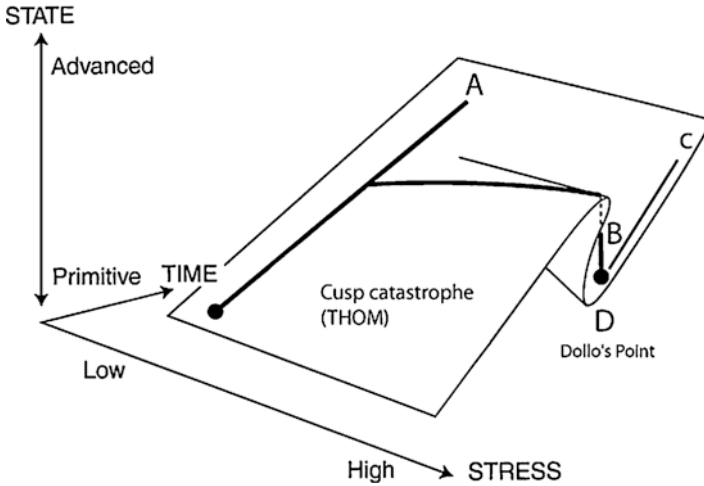 STATE
Advanced
A
C
B
Primitive
TIME
Cusp catastrophe
(THOM)
D
Dollo's Point
Low
High
STRESS